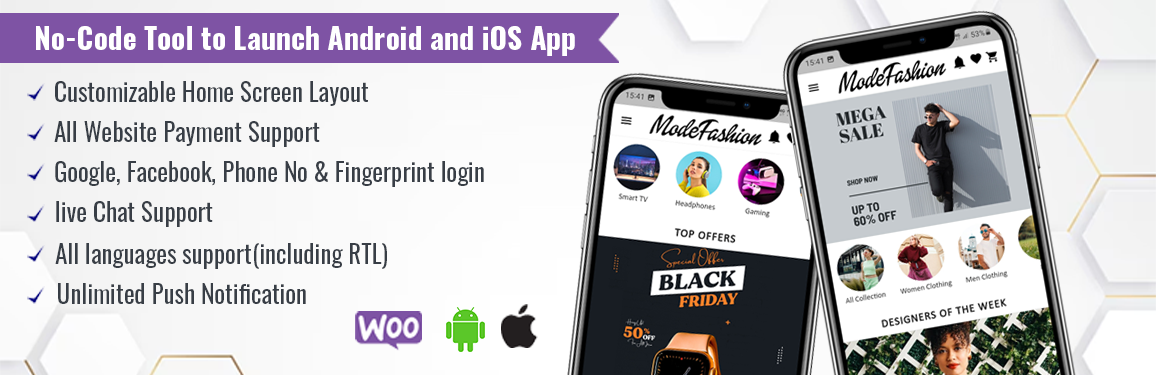 No-Code Tool to Launch Android and iOS App
Customizable Home Screen Layout
All Website Payment Support
Google, Facebook, Phone No & Fingerprint login
live Chat Support
All languages support(including RTL)
Unlimited Push Notification
WOO
15:41
ModeFashion
Smart TV
Headphones
Gaming
TOP OFFERS
Special Offer
BLACK
FRIDAY
50%
OFF
15:41
53%
ModeFashion
MEGA
SALE
SHOP NOW
UP TO
60% OFF
All Collection
Women Clothing
Men Clothing
DESIGNERS OF THE WEEK